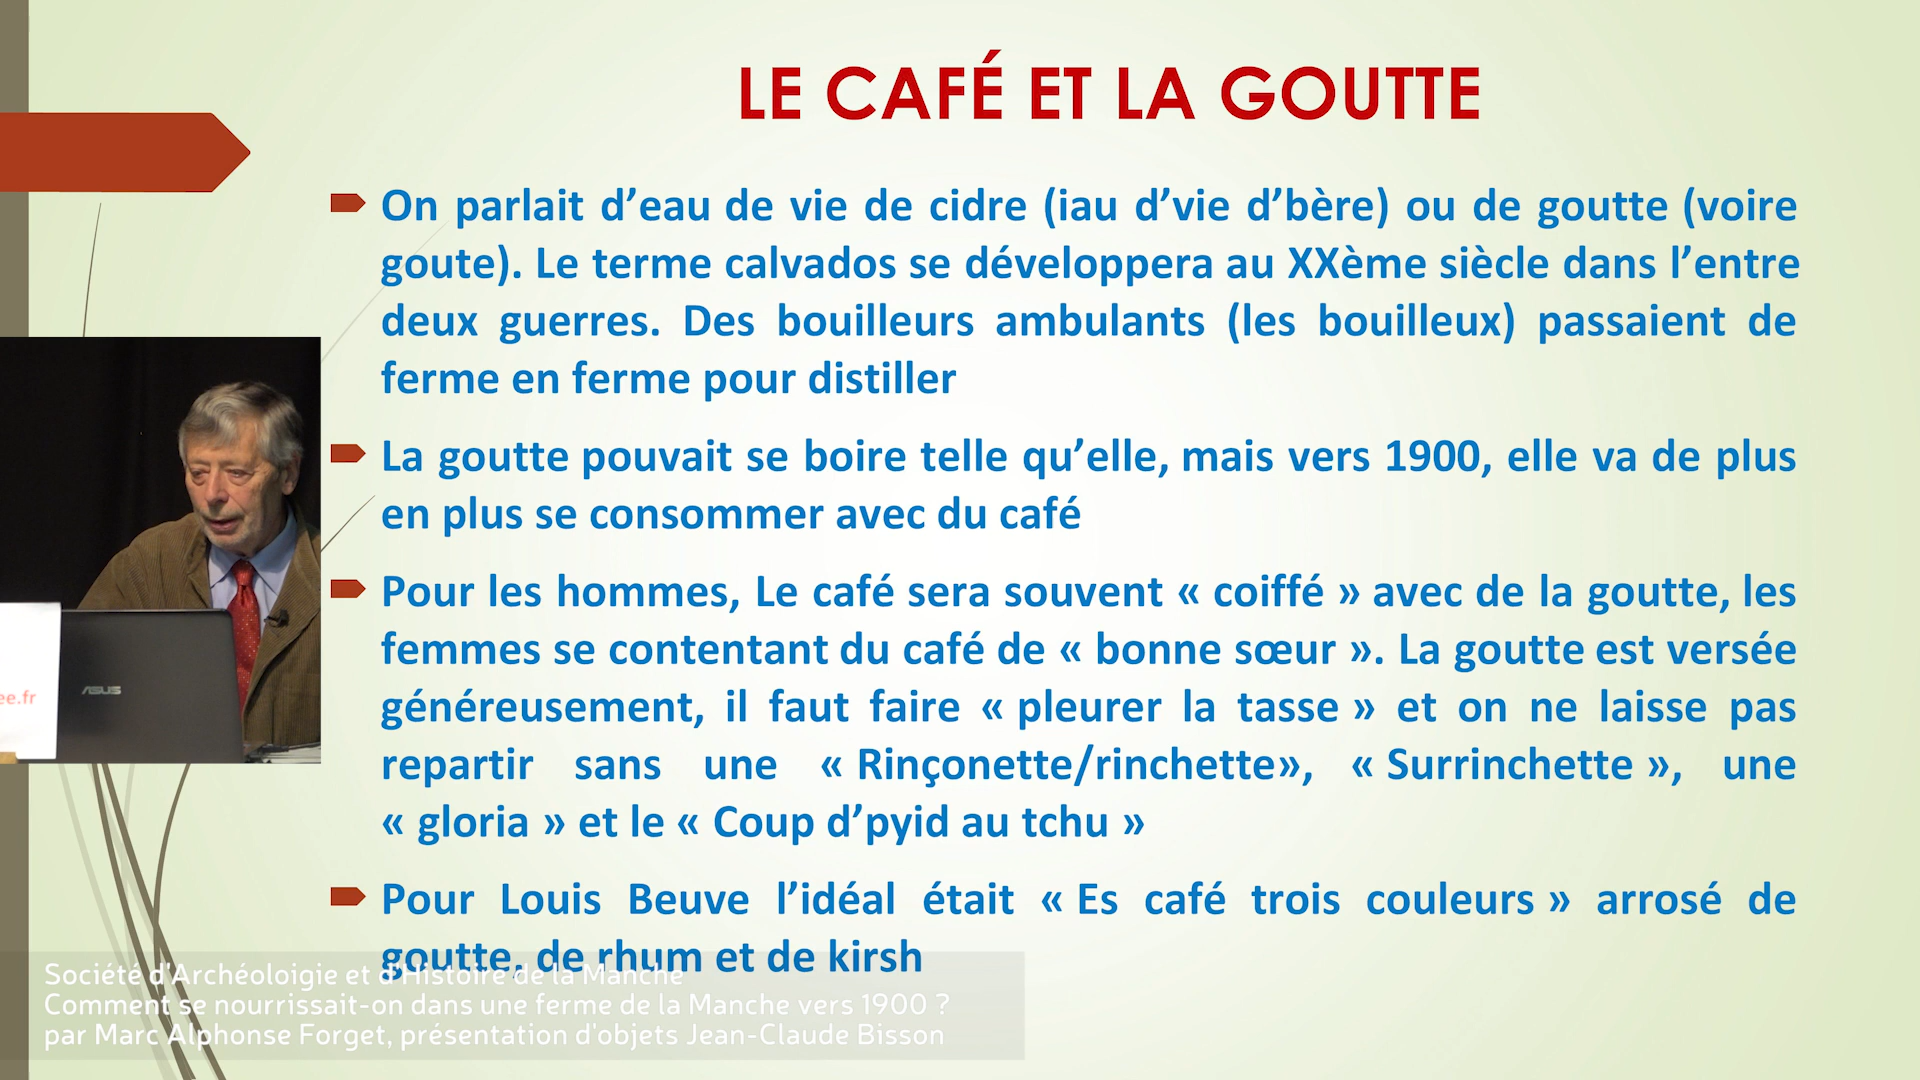 LE CAFÉ ET LA GOUTTE
On parlait d’eau de vie de cidre (iau d’vie d’bère) ou de goutte (voire
goute). Le terme calvados se développera au XXème siècle dans l’entre
deux guerres. Des bouilleurs ambulants (les bouilleux) passaient de
ferme en ferme pour distiller
La goutte pouvait se boire telle qu’elle, mais vers 1900, elle va de plus
en plus se consommer avec du café
Pour les hommes, Le café sera souvent « coiffé » avec de la goutte, les
femmes se contentant du café de « bonne sœur ». La goutte est versée
généreusement, il faut faire « pleurer la tasse » et on ne laisse pas
repartir sans une « Rinçonette/rinchette», « Surrinchette », une
« gloria » et le « Coup d’pyid au tchu »
Pour Louis Beuve l’idéal était « Es café trois couleurs » arrosé de
goutte, de rhum et de kirsh
ee.fr
ASUS
Société d'Archéoloigie et d'Histoire de la Manche
Comment se nourrissait-on dans une ferme de la Manche vers 1900 ?
par Marc Alphonse Forget, présentation d'objets Jean-Claude Bisson